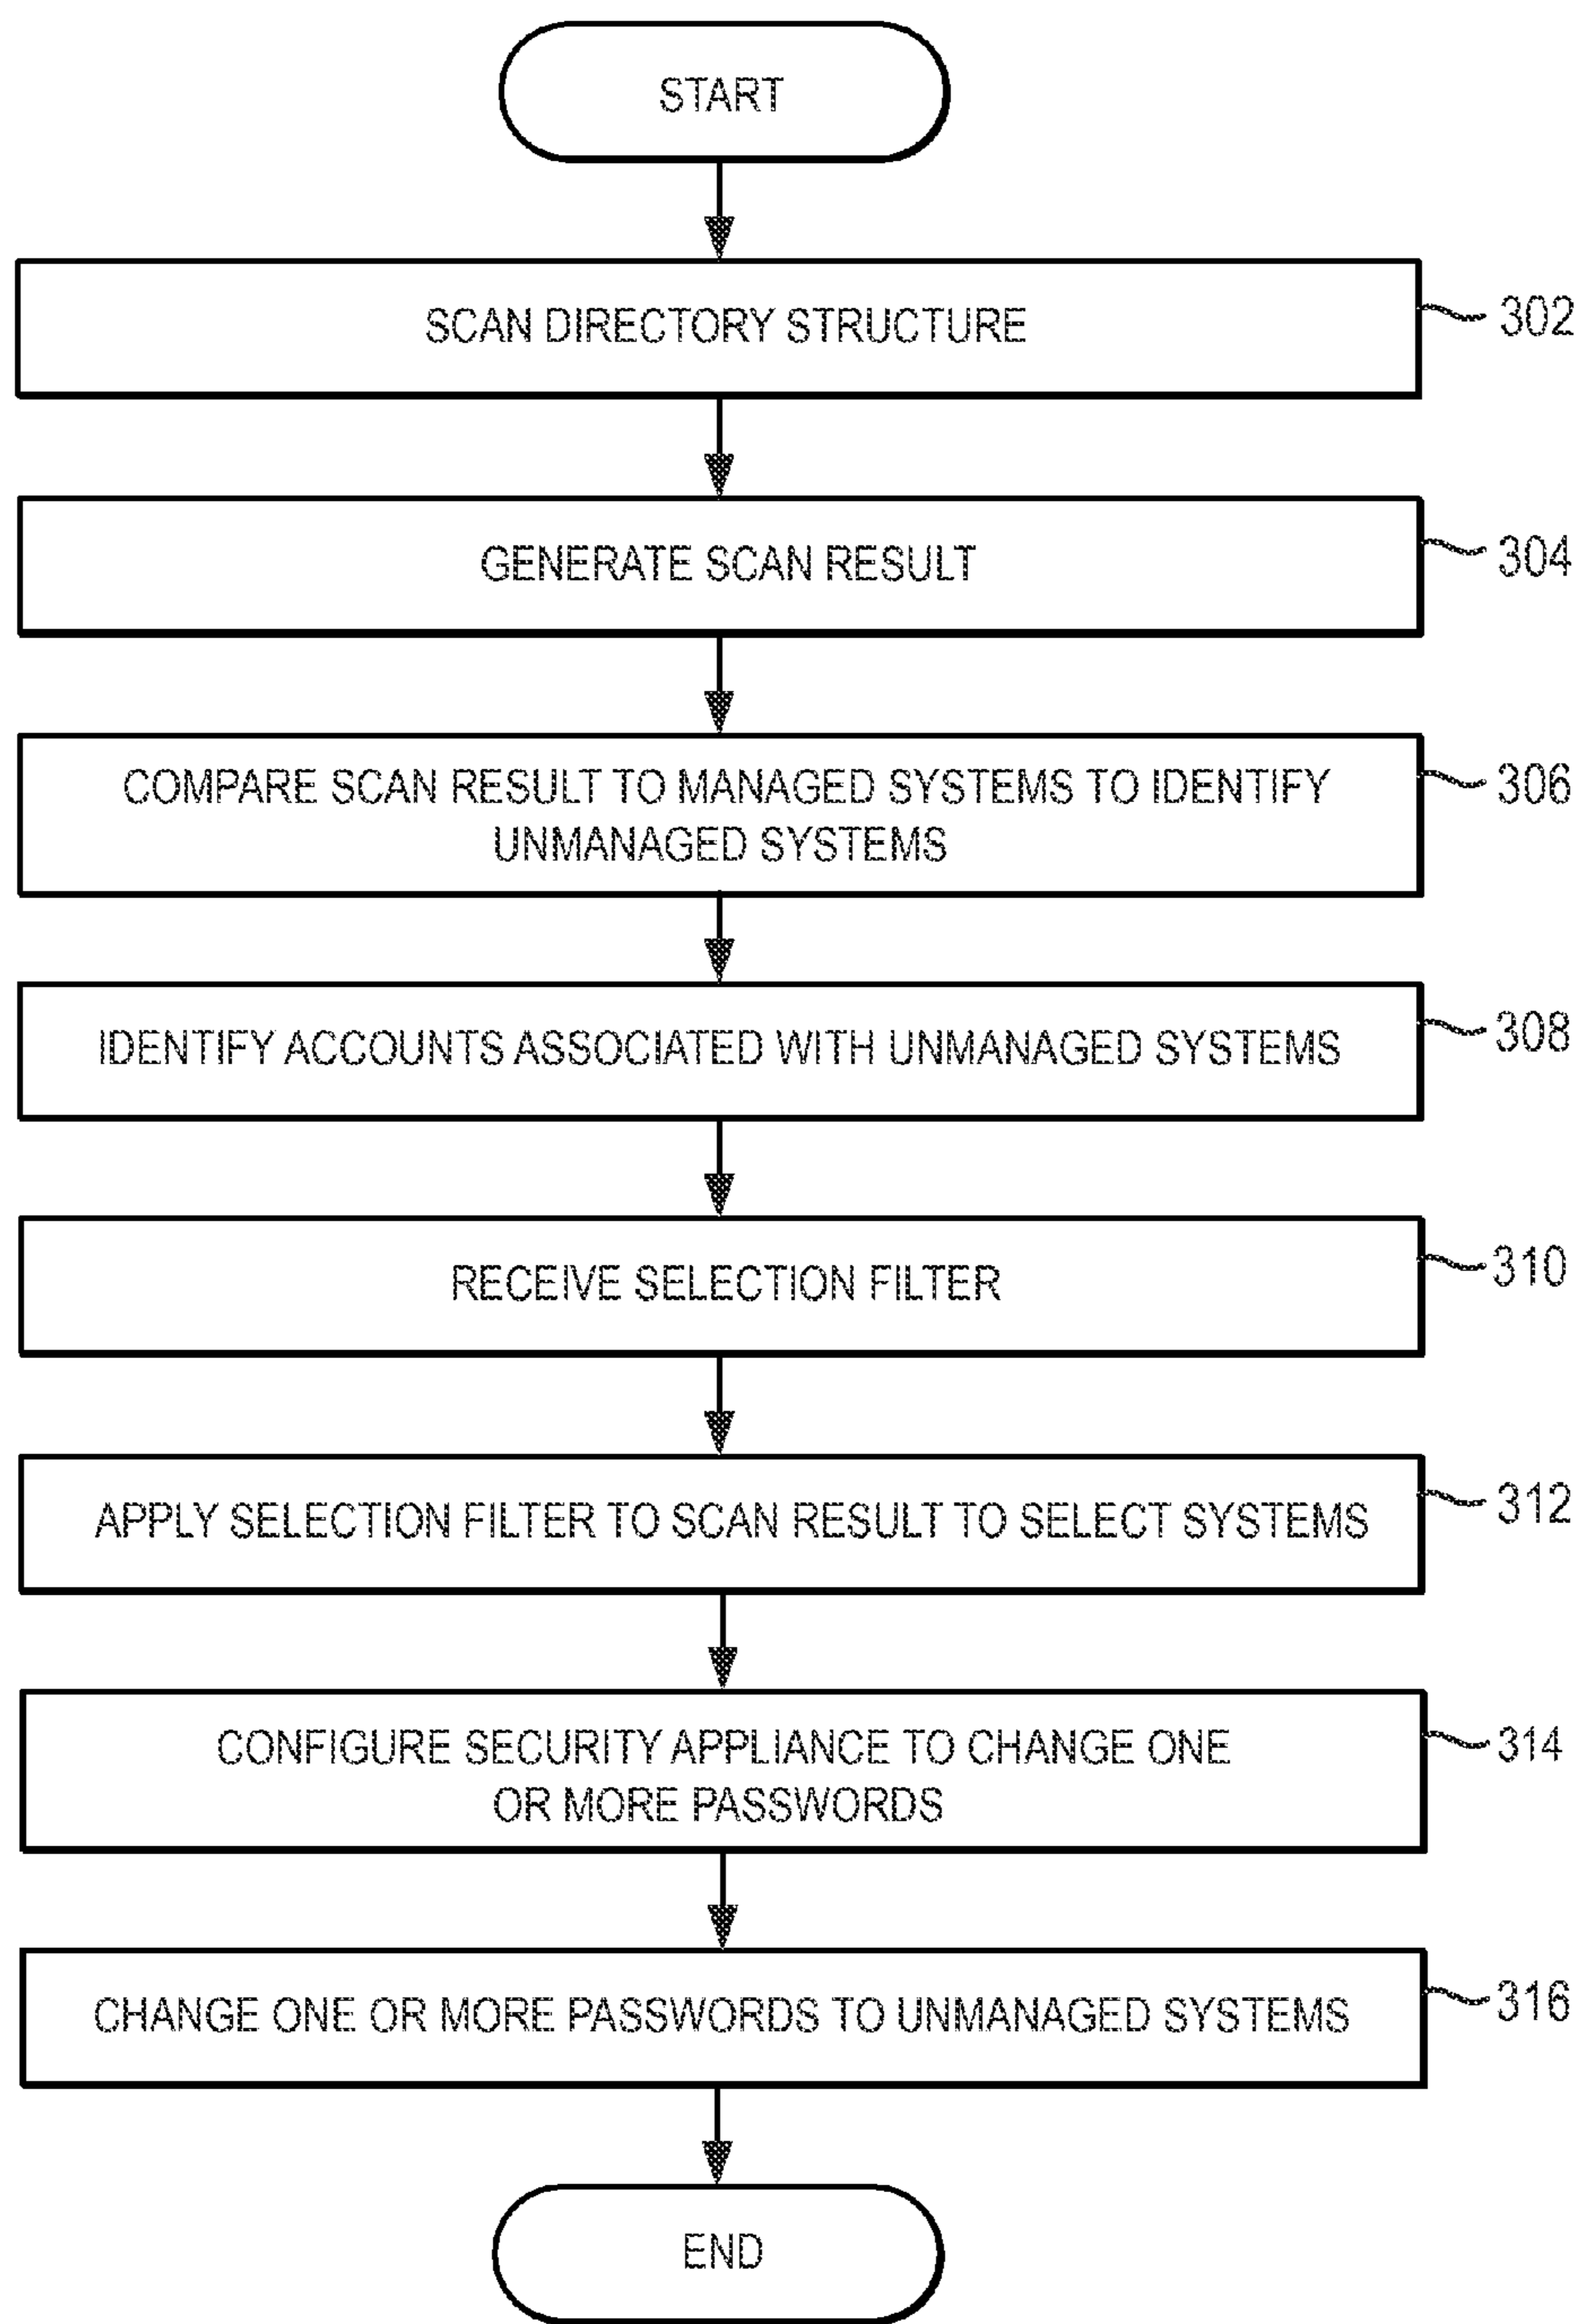 START
SCAN DIRECTORY STRUCTURE
302
GENERATE SCAN RESULT
304
COMPARE SCAN RESULT TO MANAGED SYSTEMS TO IDENTIFY
UNMANAGED SYSTEMS
306
IDENTIFY ACCOUNTS ASSOCIATED WITH UNMANAGED SYSTEMS
308
RECEIVE SELECTION FILTER
310
APPLY SELECTION FILTER TO SCAN RESULT TO SELECT SYSTEMS
312
CONFIGURE SECURITY APPLIANCE TO CHANGE ONE
OR MORE PASSWORDS
314
CHANGE ONE OR MORE PASSWORDS TO UNMANAGED SYSTEMS
316
END